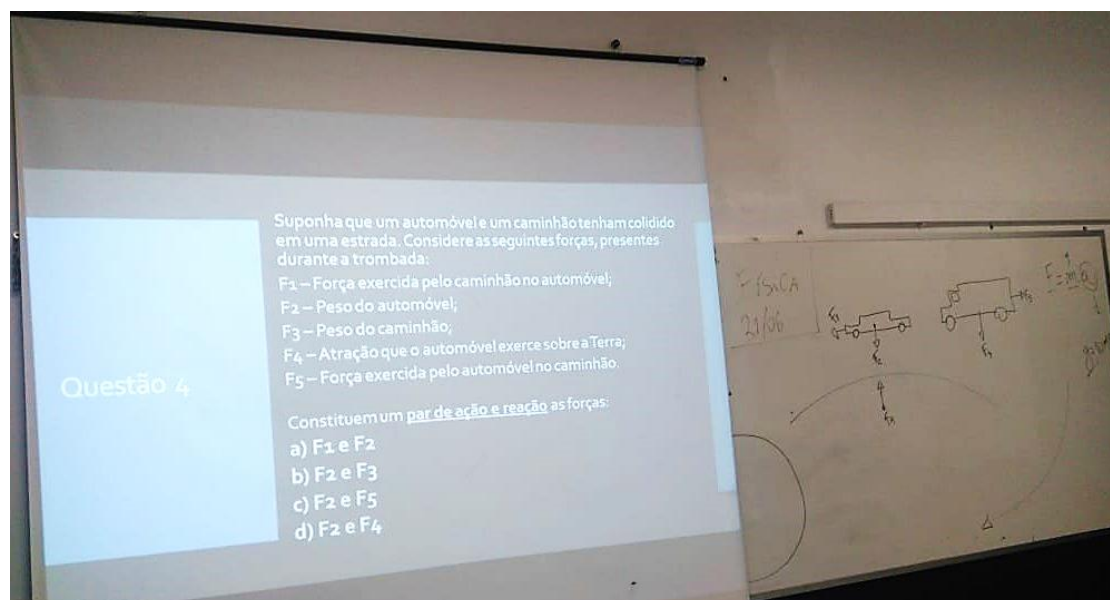 Questão 4
Suponha que um automóvel e um caminhão tenham colidido
em uma estrada. Considere as seguintes forças, presentes
durante a trombada:
F1 – Força exercida pelo caminhão no automóvel;
F2 – Peso do automóvel;
F3 – Peso do caminhão;
F4 – Atração que o automóvel exerce sobre a Terra;
F5 – Força exercida pelo automóvel no caminhão.
Constituem um par de ação e reação as forças:
a) F1 e F2
b) F2 e F3
c) F2 e F5
d) F2 e F4
FÍSICA
21/06
F2